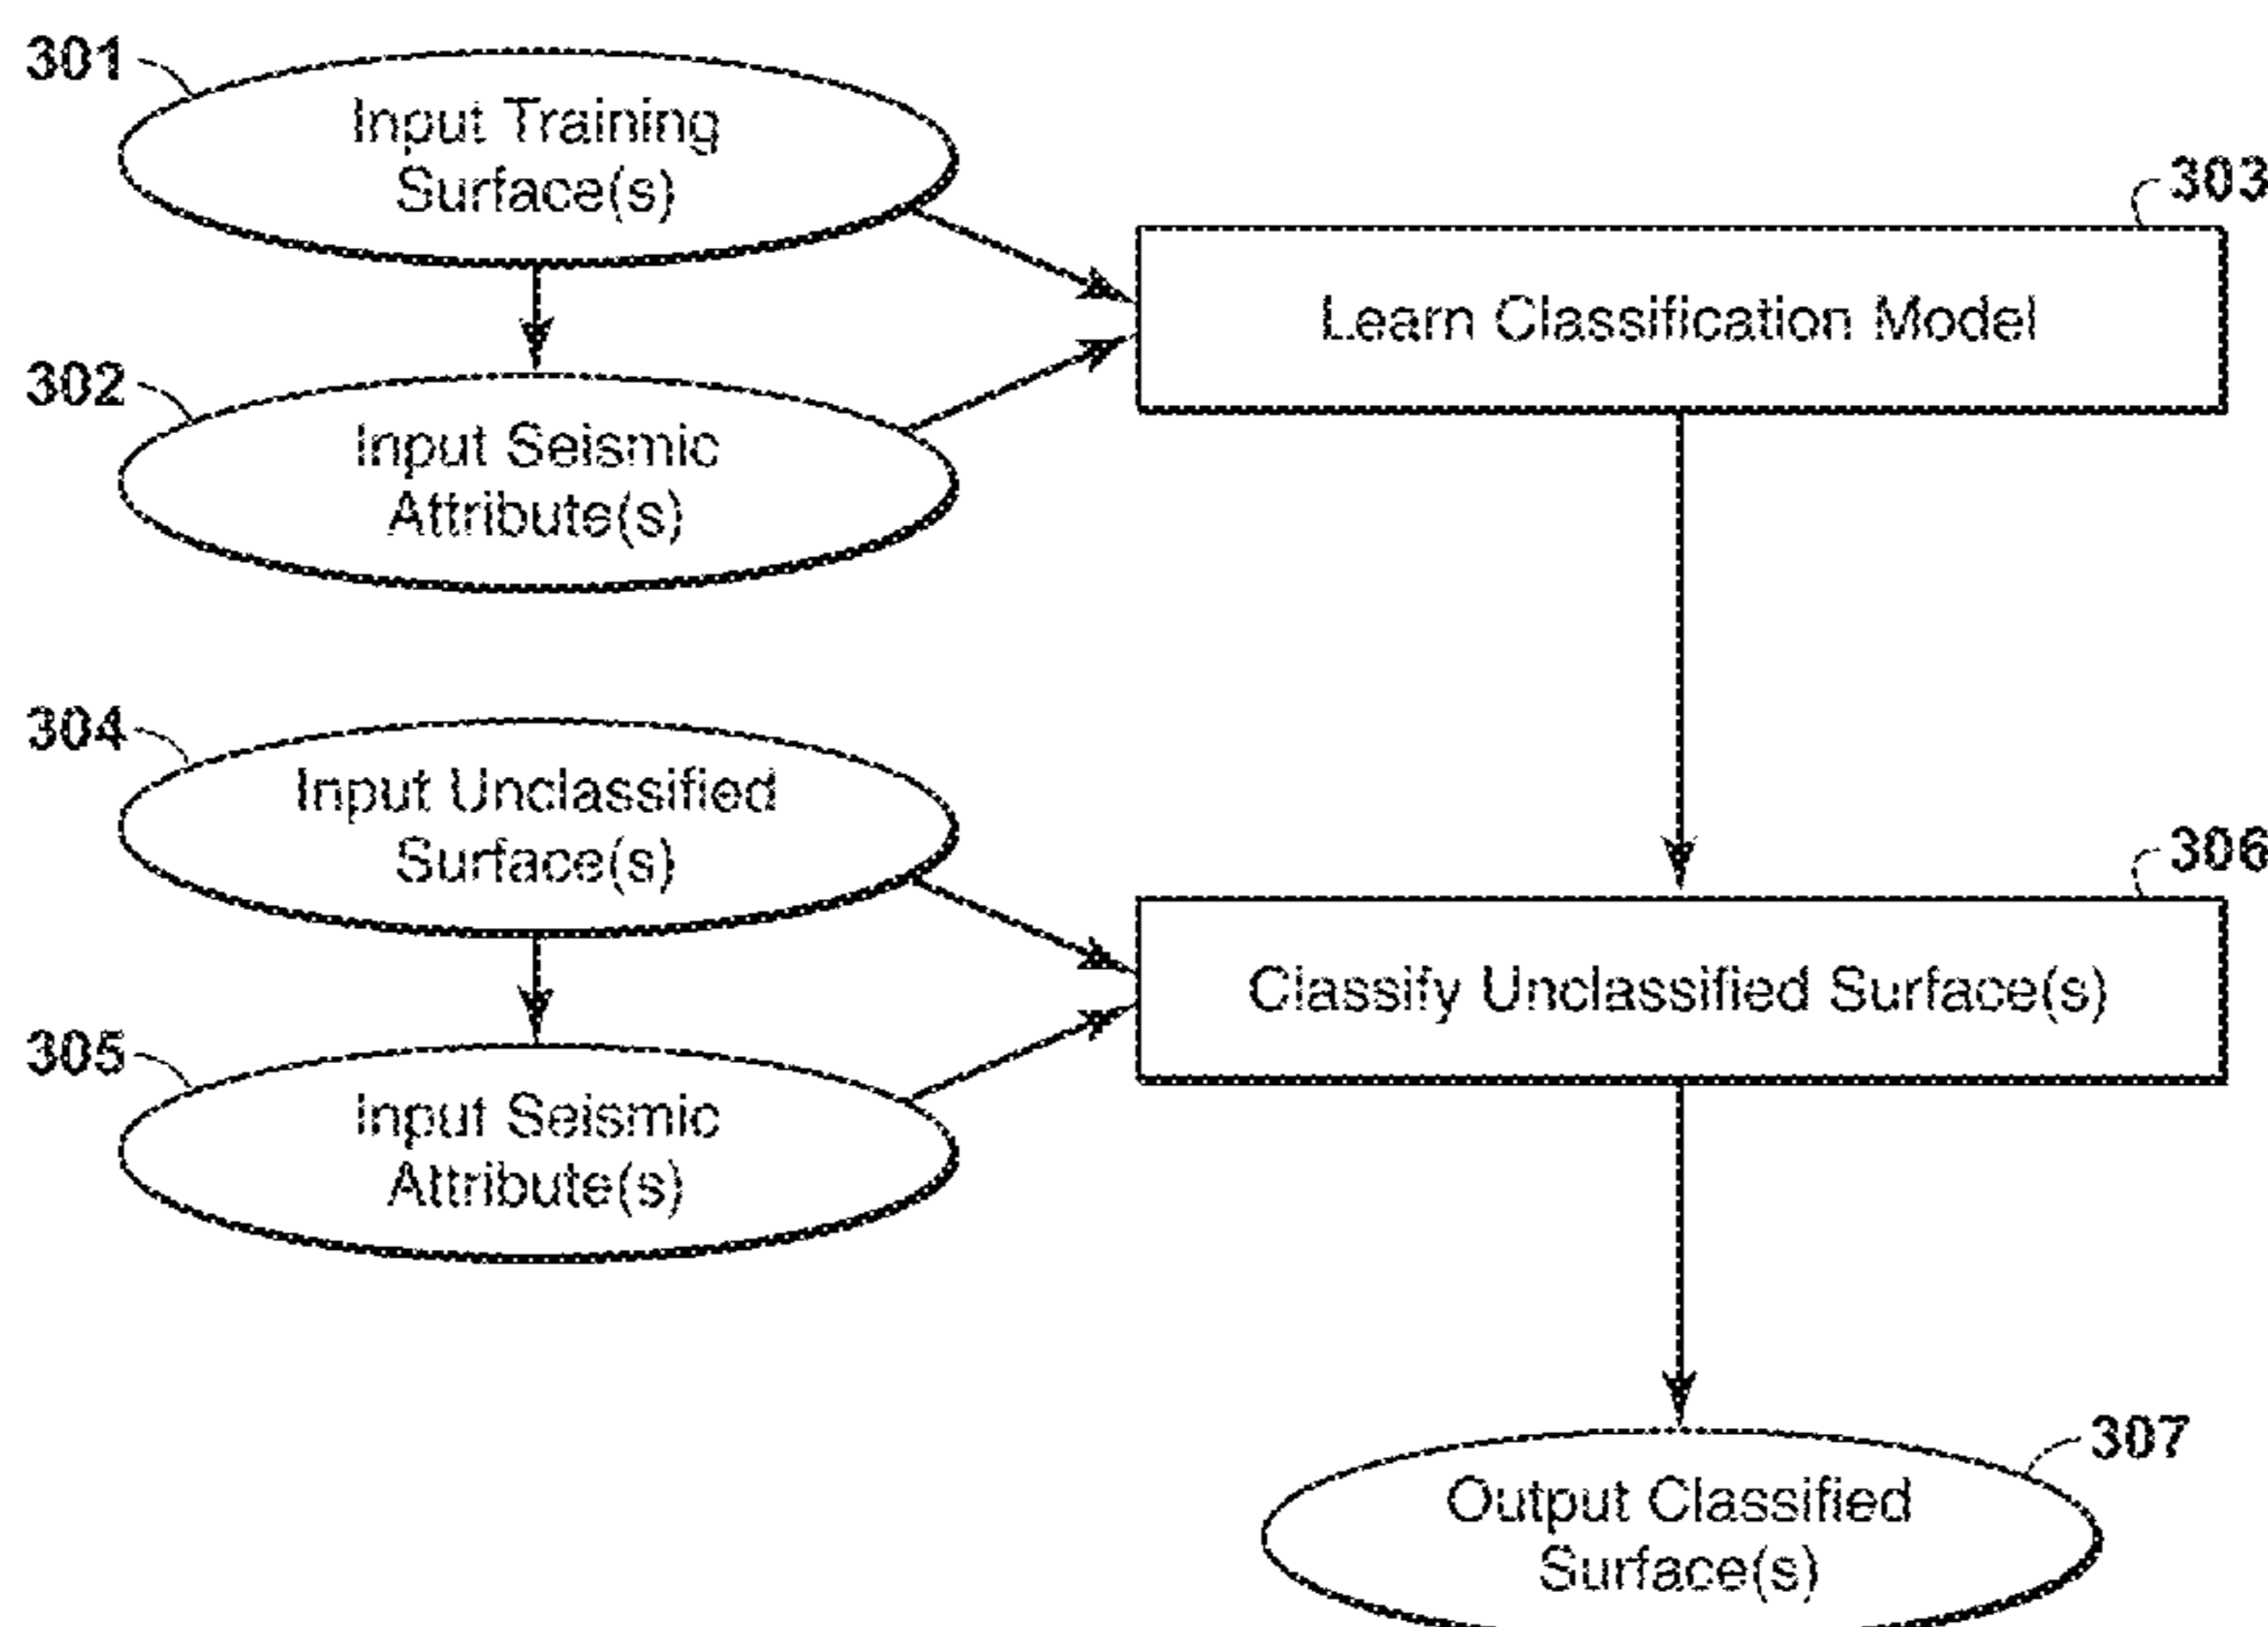 301
Input Training
Surface(s)
303
Learn Classification Model
302
Input Seismic
Attribute(s)
304
Input Unclassified
Surface(s)
306
Classify Unclassified Surface(s)
305
Input Seismic
Attribute(s)
307
Output Classified
Surface(s)